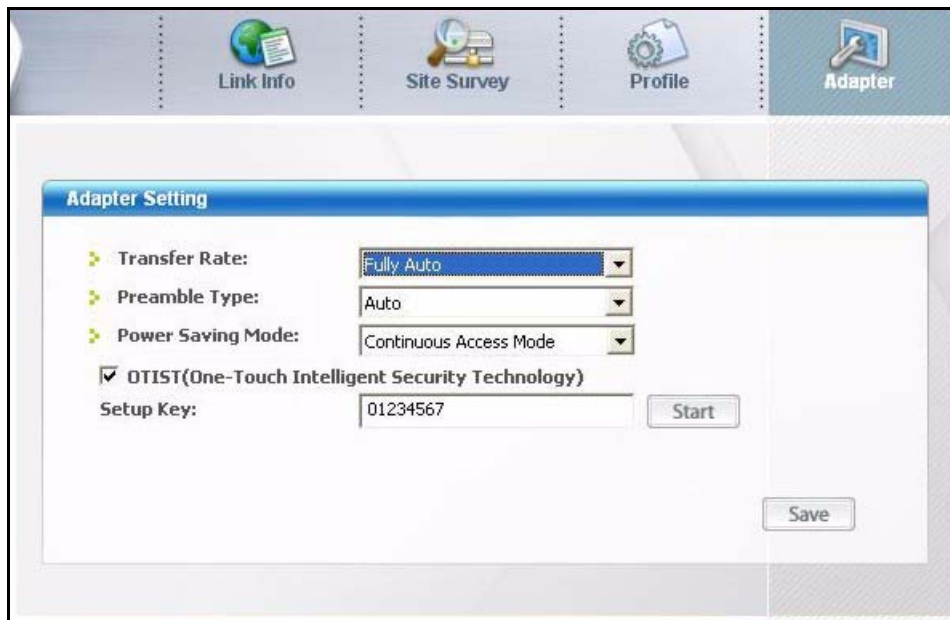 Link Info Site Survey Profile Adapter
Adapter Setting
Transfer Rate: Fully Auto
Preamble Type: Auto
Power Saving Mode: Continuous Access Mode
OTIST(One-Touch Intelligent Security Technology)
Setup Key: 01234567 Start
Save